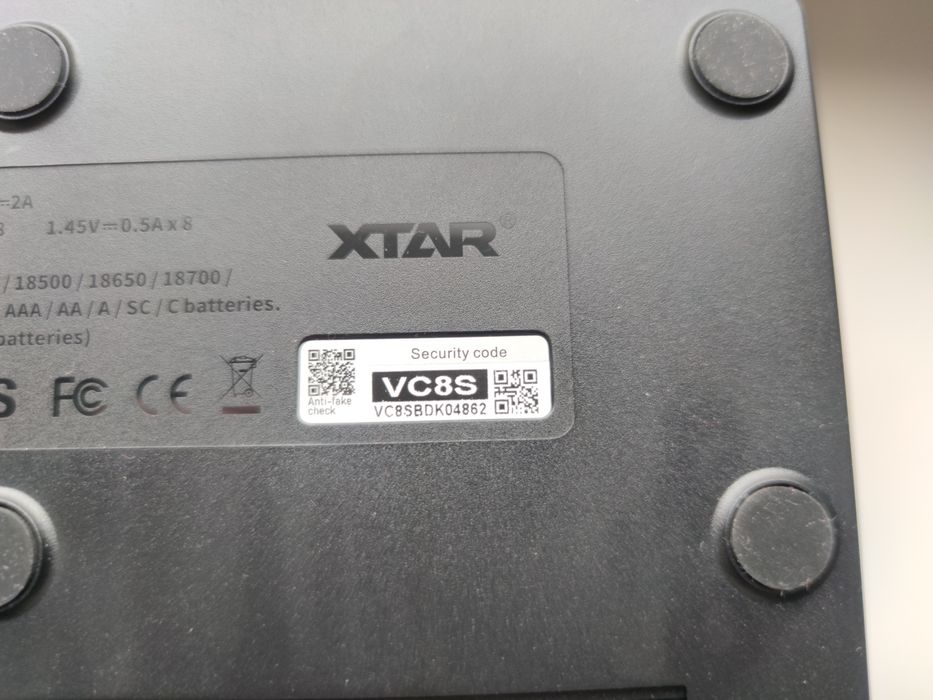 ⎓2A
1.45V⎓0.5A x 8
XTAR®
/ 18500 / 18650 / 18700 /
AAA / AA / A / SC / C batteries.
batteries)
S FC CE
Security code
VC8S
Anti-fake
check
VC8SBDK04862